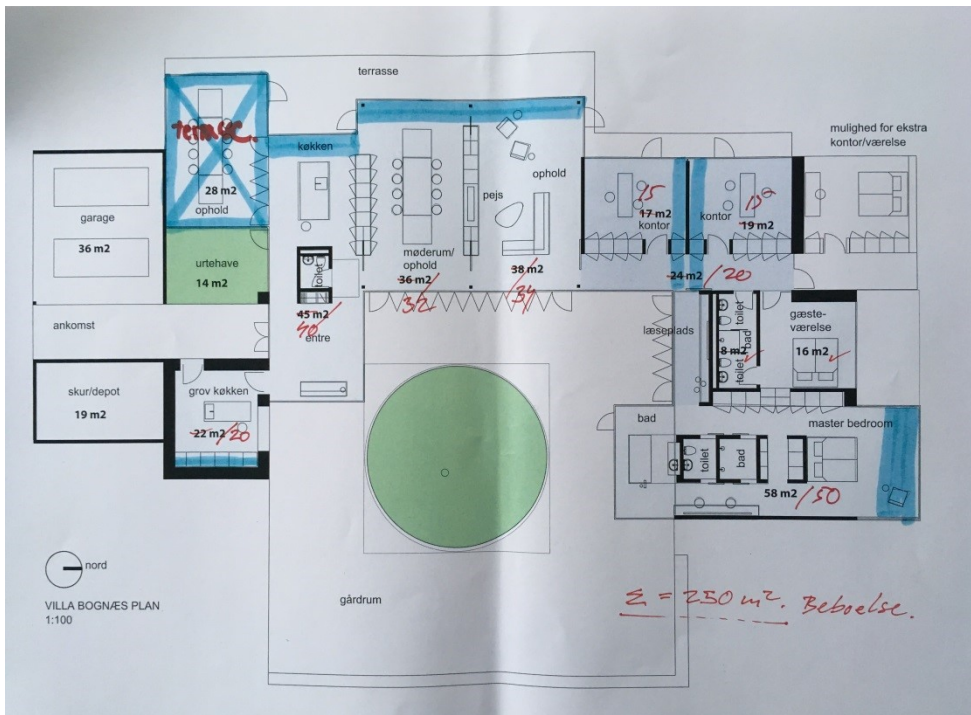 terrasse
køkken
mulighed for ekstra
kontor/værelse
terrasse.
28 m2
ophold
garage
36 m2
urtehave
14 m2
toilet
pejs
ophold
møderum/
ophold
36 m2 / 32
38 m2 / 34
15
17 m2
kontor
kontor
19 m2
24 m2 / 20
ankomst
45 m2
40
entre
læseplads
toilet
8 m2
bad
toilet
gæste-
værelse
16 m2
skur/depot
19 m2
grov køkken
22 m2 / 20
bad
toilet
bad
master bedroom
58 m2 / 50
nord
VILLA BOGNÆS PLAN
1:100
gårdrum
Σ = 250 m². Beboelse.